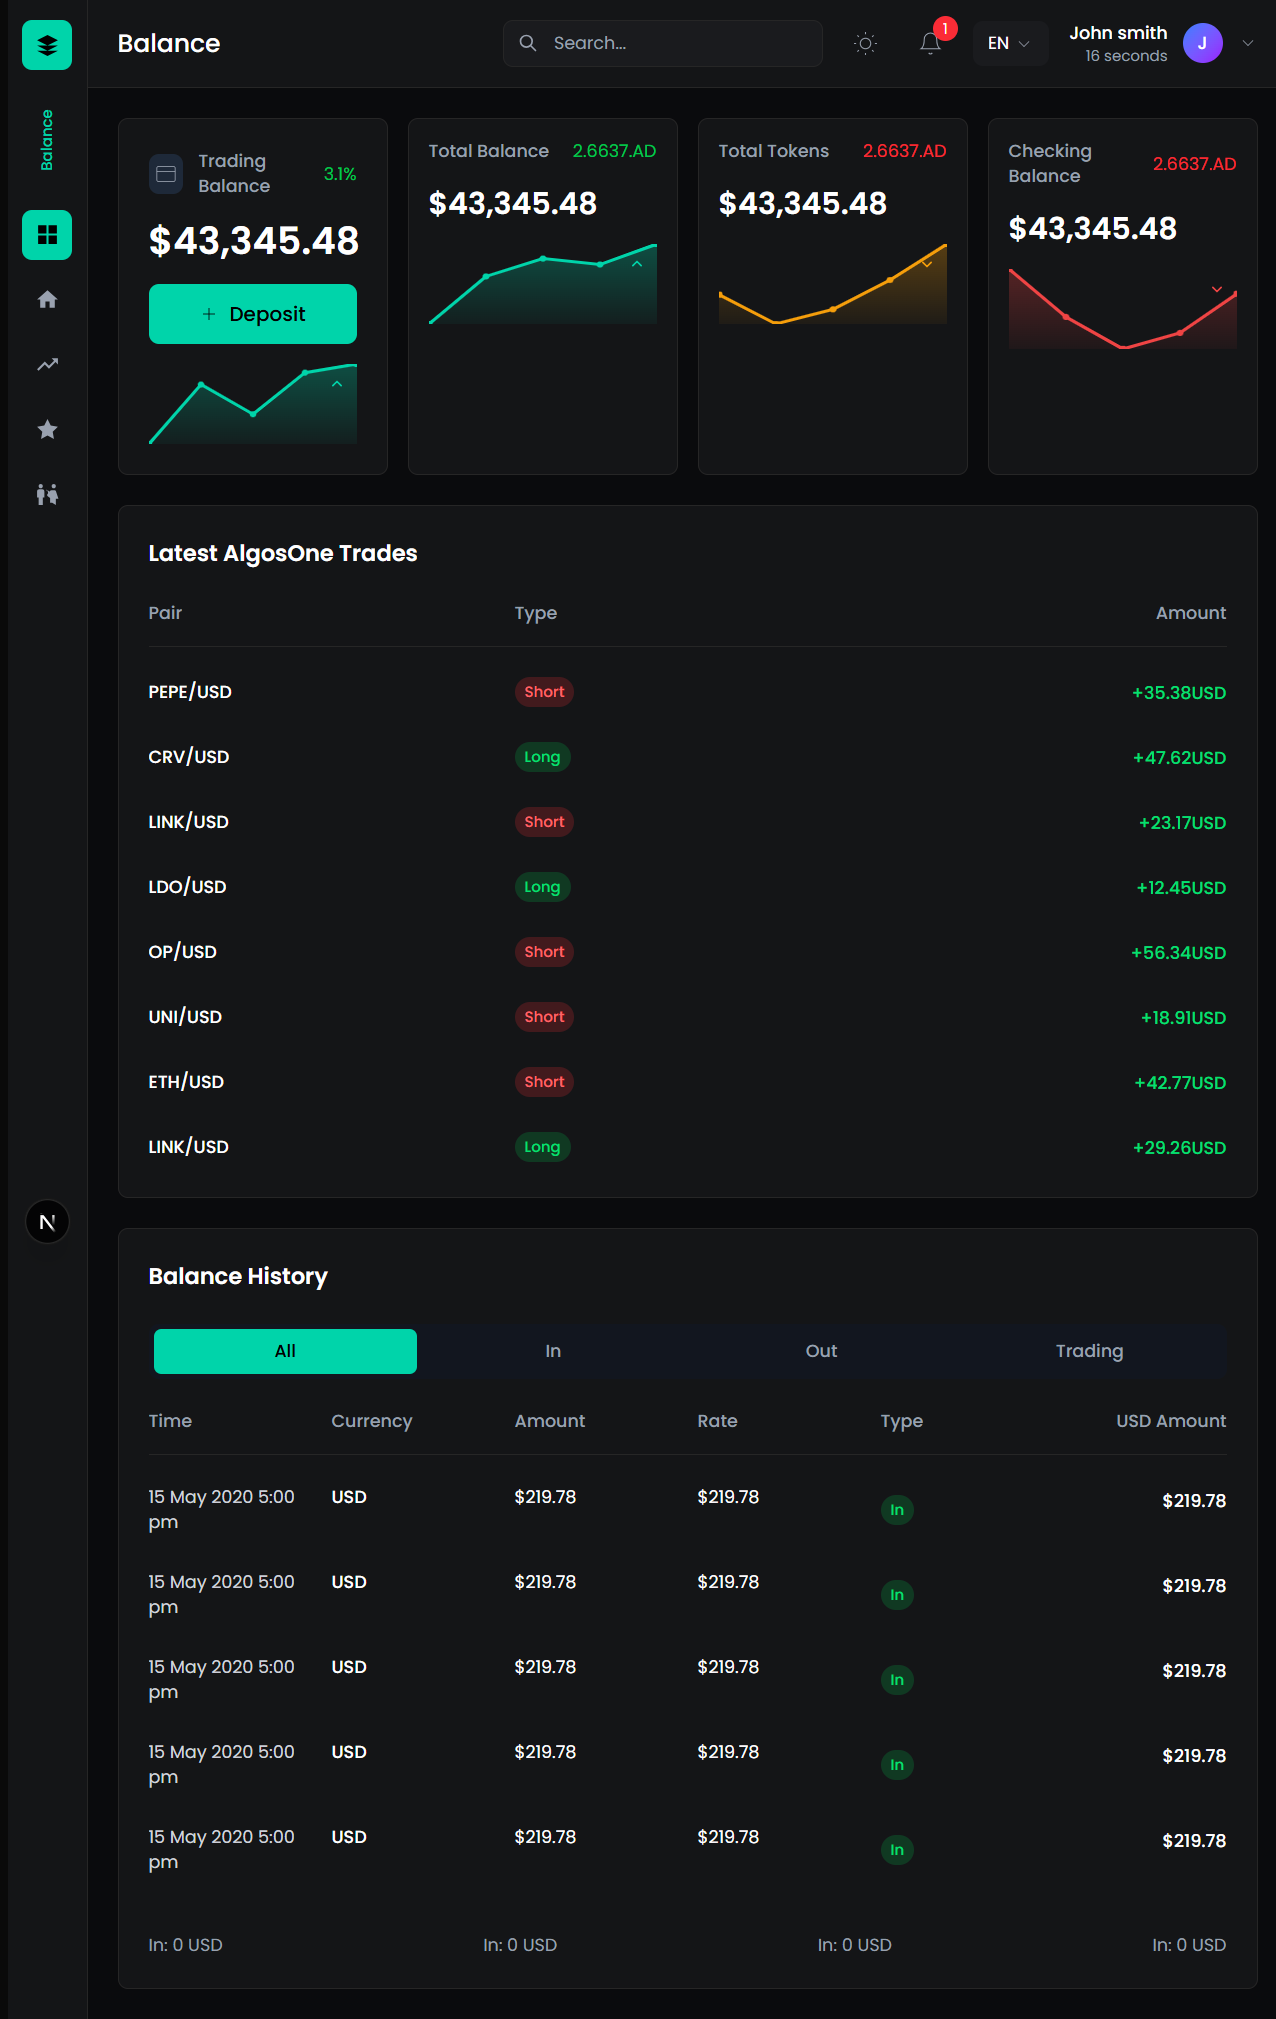 Balance
Search...
1
EN
John smith
16 seconds
J
Balance
Trading
Balance
3.1%
$43,345.48
+ Deposit
Total Balance
2.6637.AD
$43,345.48
Total Tokens
2.6637.AD
$43,345.48
Checking
Balance
2.6637.AD
$43,345.48
Latest AlgosOne Trades
Pair Type Amount
PEPE/USD Short +35.38USD
CRV/USD Long +47.62USD
LINK/USD Short +23.17USD
LDO/USD Long +12.45USD
OP/USD Short +56.34USD
UNI/USD Short +18.91USD
ETH/USD Short +42.77USD
LINK/USD Long +29.26USD
N
Balance History
All In Out Trading
Time Currency Amount Rate Type USD Amount
15 May 2020 5:00 USD $219.78 $219.78 In $219.78
pm
15 May 2020 5:00 USD $219.78 $219.78 In $219.78
pm
15 May 2020 5:00 USD $219.78 $219.78 In $219.78
pm
15 May 2020 5:00 USD $219.78 $219.78 In $219.78
pm
15 May 2020 5:00 USD $219.78 $219.78 In $219.78
pm
In: 0 USD In: 0 USD In: 0 USD In: 0 USD